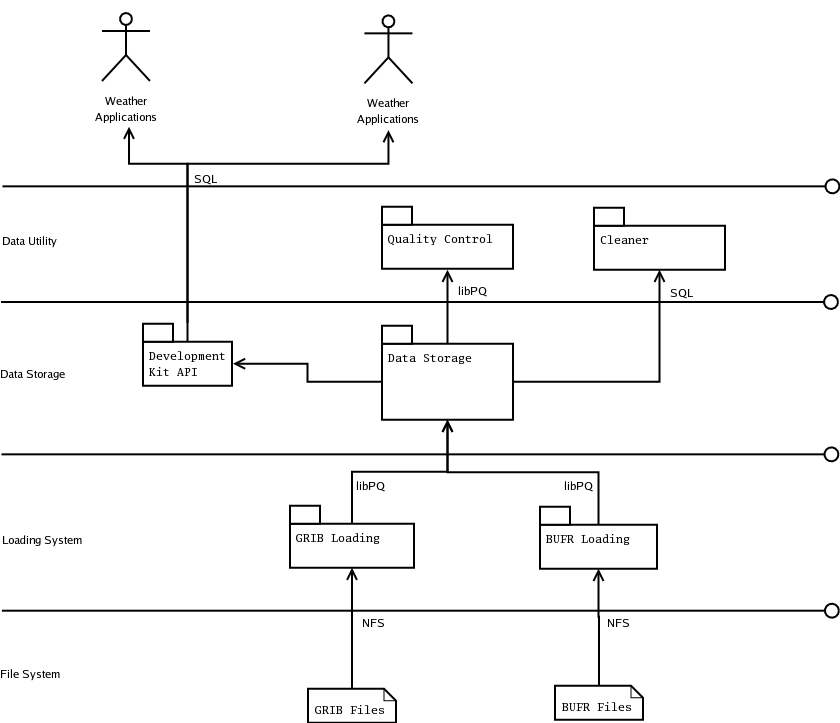 Weather
Applications
Weather
Applications
SQL
Data Utility
Quality Control
Cleaner
libPQ
SQL
Development
Kit API
Data Storage
Data Storage
libPQ
libPQ
Loading System
GRIB Loading
BUFR Loading
NFS
NFS
File System
GRIB Files
BUFR Files